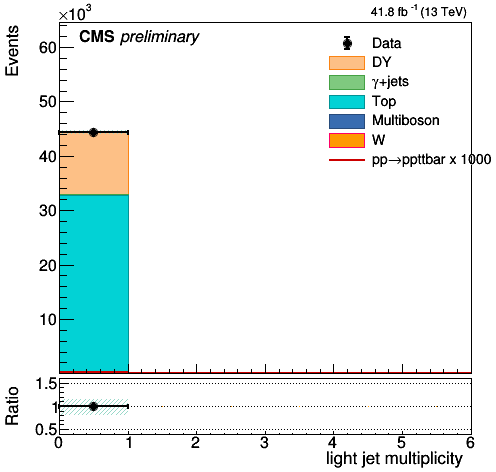 ×10³
41.8 fb⁻¹ (13 TeV)
CMS preliminary
Events
60
50
40
30
20
10
Data
DY
γ+jets
Top
Multiboson
W
pp→ppttbar x 1000
Ratio
1.5
1
0.5
0 1 2 3 4 5 6
light jet multiplicity